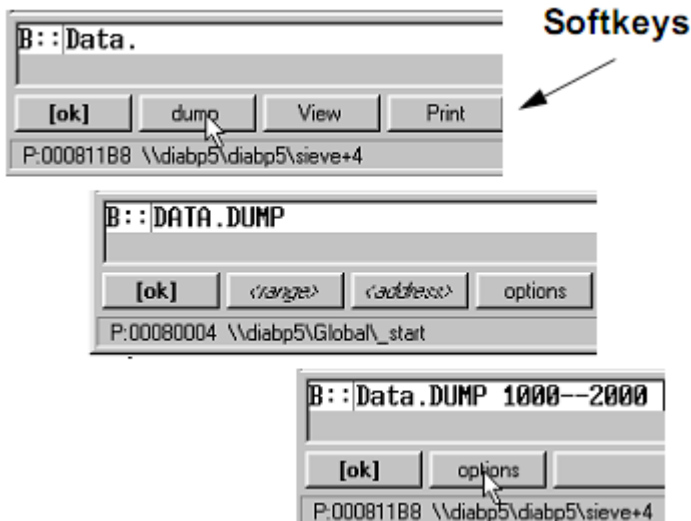 Softkeys
B::Data.
[ok] dump View Print
P:000811B8 \\diabp5\diabp5\sieve+4
B::DATA.DUMP
[ok] <range> <address> options
P:00080004 \\diabp5\Global\_start
B::Data.DUMP 1000--2000
[ok] options
P:000811B8 \\diabp5\diabp5\sieve+4